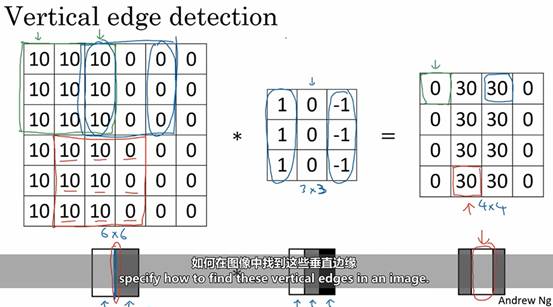 Vertical edge detection
10 10 10 0 0 0
10 10 10 0 0 0
10 10 10 0 0 0
10 10 10 0 0 0
10 10 10 0 0 0
10 10 10 0 0 0
6x6
*
1 0 -1
1 0 -1
1 0 -1
3x3
=
0 30 30 0
0 30 30 0
0 30 30 0
0 30 30 0
4x4
*
如何在图像中找到这些垂直边缘
specify how to find these vertical edges in an image.
Andrew Ng